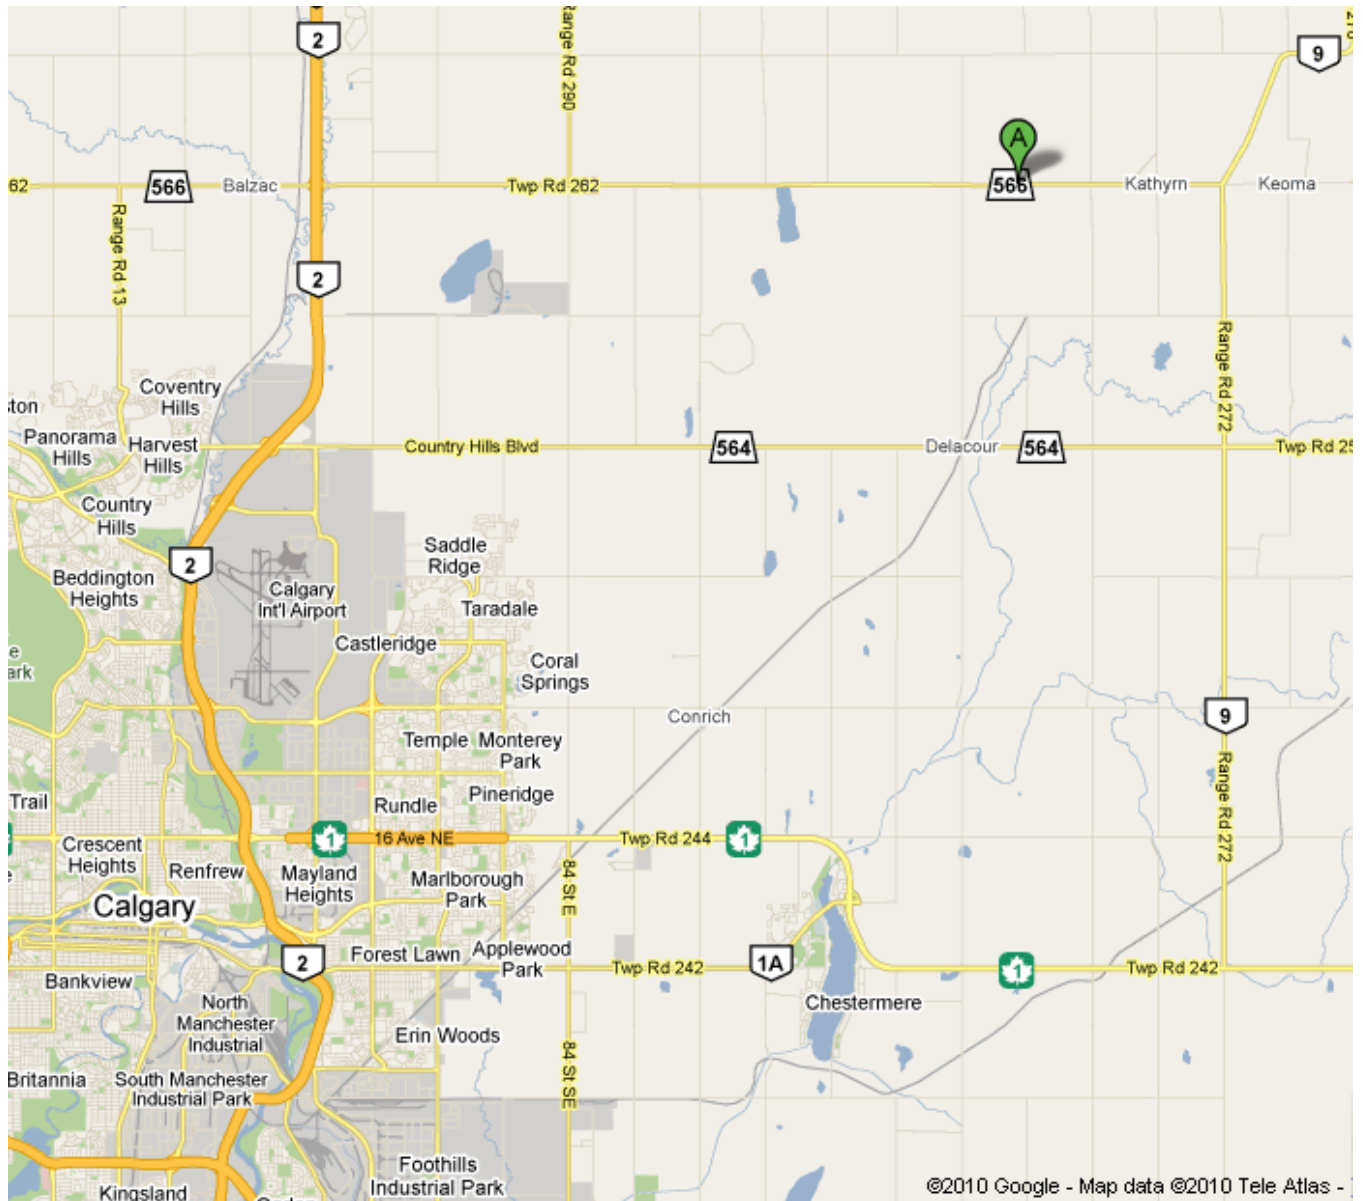 2
Range Rd 290
9
A
62
566
Balzac
Twp Rd 262
566
Kathyrn
Keoma
Range Rd 13
2
Range Rd 272
Coventry
Hills
ston
Panorama
Hills
Harvest
Hills
Country Hills Blvd
564
Delacour
564
Twp Rd 25
Country
Hills
Saddle
Ridge
2
Beddington
Heights
Calgary
Int'l Airport
Taradale
Castleridge
e
ark
Coral
Springs
Conrich
9
Temple
Monterey
Park
Range Rd 272
Trail
Rundle
Pineridge
1
16 Ave NE
Twp Rd 244
1
Crescent
Heights
Renfrew
Mayland
Heights
Marlborough
Park
84 St E
Calgary
2
Forest Lawn
Applewood
Park
Twp Rd 242
1A
1
Twp Rd 242
Bankview
North
Manchester
Industrial
Chestermere
Erin Woods
84 St SE
Britannia
South Manchester
Industrial Park
Foothills
Industrial Park
Kingsland
©2010 Google - Map data ©2010 Tele Atlas -